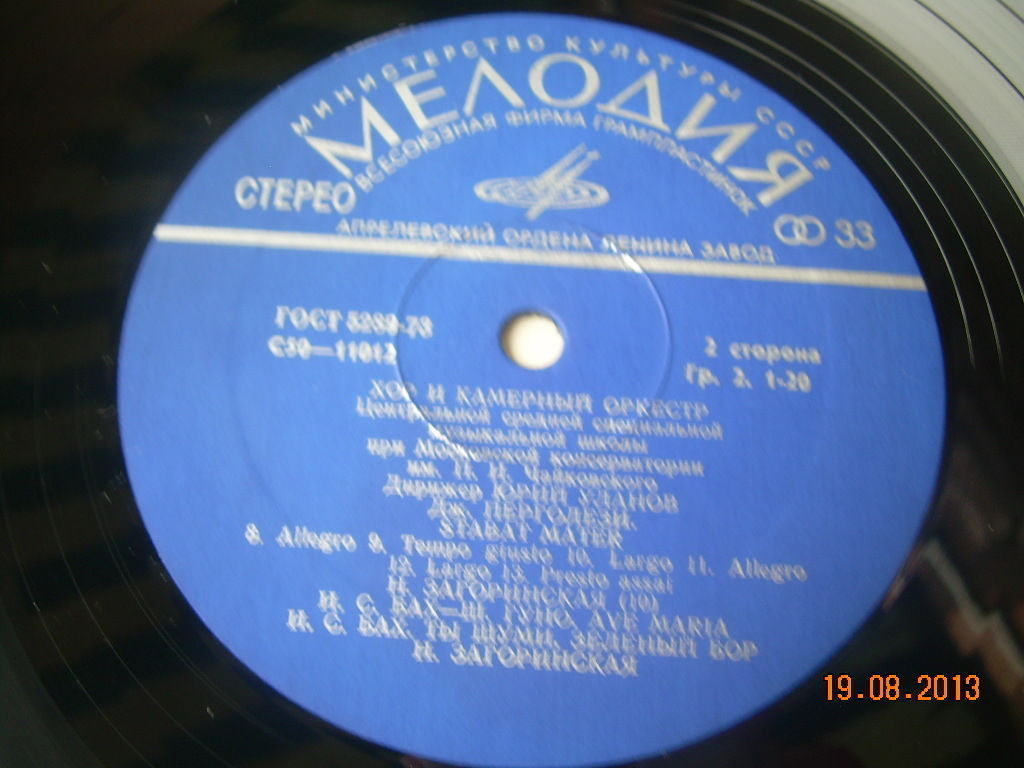 МИНИСТЕРСТВО КУЛЬТУРЫ СССР
МЕЛОДИЯ
ВСЕСОЮЗНАЯ ФИРМА ГРАМПЛАСТИНОК
СТЕРЕО
33
АПРЕЛЕВСКИЙ ОРДЕНА ЛЕНИНА ЗАВОД
ГОСТ 5289-73
С50—11012
2 сторона
Гр. 2. 1-20
ХОР И КАМЕРНЫЙ ОРКЕСТР
Центральной средней специальной
музыкальной школы
при Московской консерватории
им. П. И. Чайковского
Дирижер ЮРИЙ УЛАНОВ
ДЖ. ПЕРГОЛЕЗИ.
STABAT MATER
8. Allegro 9. Tempo giusto 10. Largo 11. Allegro
12. Largo 13. Presto assai
Н. ЗАГОРИНСКАЯ (10)
И. С. БАХ—Ш. ГУНО. AVE MARIA
И. С. БАХ. ТЫ ШУМИ, ЗЕЛЕНЫЙ БОР
Н. ЗАГОРИНСКАЯ
19.08.2013